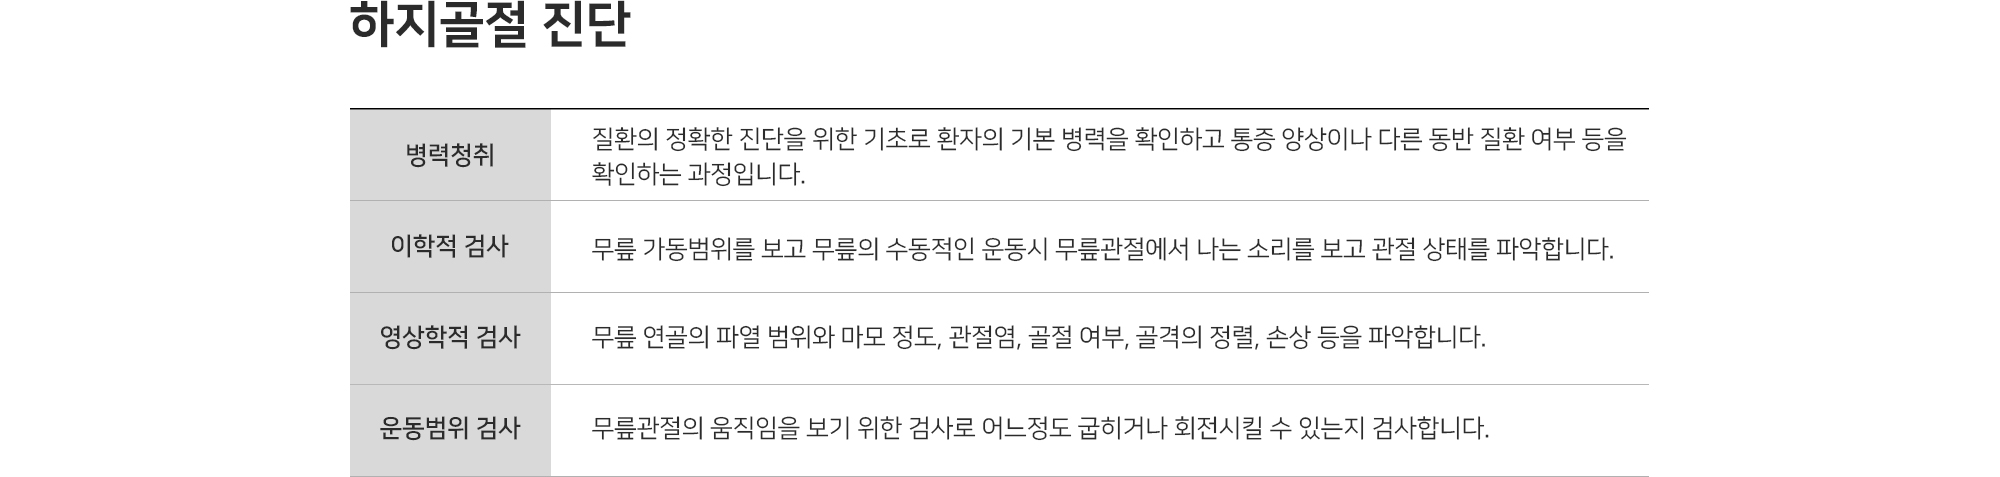 하지골절 진단
병력청취
질환의 정확한 진단을 위한 기초로 환자의 기본 병력을 확인하고 통증 양상이나 다른 동반 질환 여부 등을
확인하는 과정입니다.
이학적 검사
무릎 가동범위를 보고 무릎의 수동적인 운동시 무릎관절에서 나는 소리를 보고 관절 상태를 파악합니다.
영상학적 검사
무릎 연골의 파열 범위와 마모 정도, 관절염, 골절 여부, 골격의 정렬, 손상 등을 파악합니다.
운동범위 검사
무릎관절의 움직임을 보기 위한 검사로 어느정도 굽히거나 회전시킬 수 있는지 검사합니다.